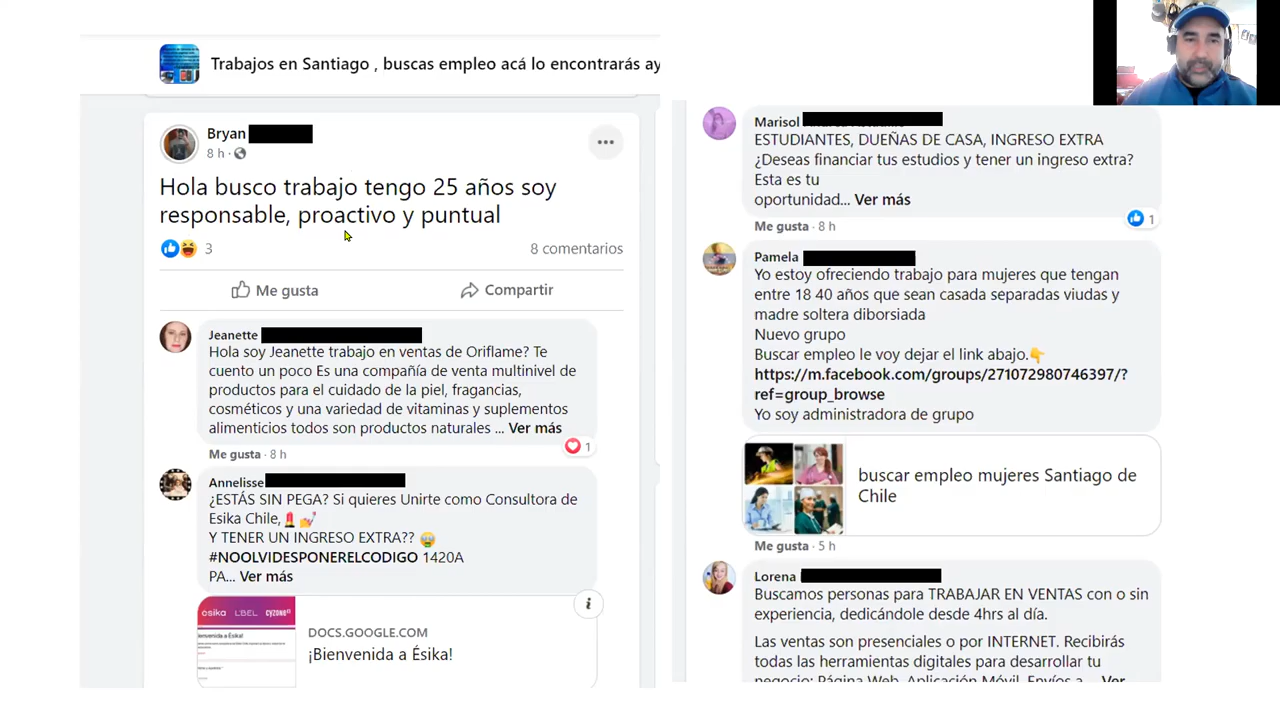 Trabajos en Santiago , buscas empleo acá lo encontrarás ay
Bryan
8 h ·
Hola busco trabajo tengo 25 años soy
responsable, proactivo y puntual
3
8 comentarios
Me gusta
Compartir
Jeanette
Hola soy Jeanette trabajo en ventas de Oriflame? Te
cuento un poco Es una compañía de venta multinivel de
productos para el cuidado de la piel, fragancias,
cosméticos y una variedad de vitaminas y suplementos
alimenticios todos son productos naturales ... Ver más
1
Me gusta · 8 h
Annelisse
¿ESTÁS SIN PEGA? Si quieres Unirte como Consultora de
Esika Chile,💄💅
Y TENER UN INGRESO EXTRA?? 🤑
#NOOLVIDESPONERELCODIGO 1420A
PA... Ver más
ésika L'BEL CYZONE
¡Bienvenida a Ésika!
DOCS.GOOGLE.COM
¡Bienvenida a Ésika!
Marisol
ESTUDIANTES, DUEÑAS DE CASA, INGRESO EXTRA
¿Deseas financiar tus estudios y tener un ingreso extra?
Esta es tu
oportunidad... Ver más
1
Me gusta · 8 h
Pamela
Yo estoy ofreciendo trabajo para mujeres que tengan
entre 18 40 años que sean casada separadas viudas y
madre soltera diborsiada
Nuevo grupo
Buscar empleo le voy dejar el link abajo.👇
https://m.facebook.com/groups/271072980746397/?
ref=group_browse
Yo soy administradora de grupo
buscar empleo mujeres Santiago de
Chile
Me gusta · 5 h
Lorena
Buscamos personas para TRABAJAR EN VENTAS con o sin
experiencia, dedicándole desde 4hrs al día.
Las ventas son presenciales o por INTERNET. Recibirás
todas las herramientas digitales para desarrollar tu
negocio: Página Web, Aplicación Móvil, Envíos a... Ver